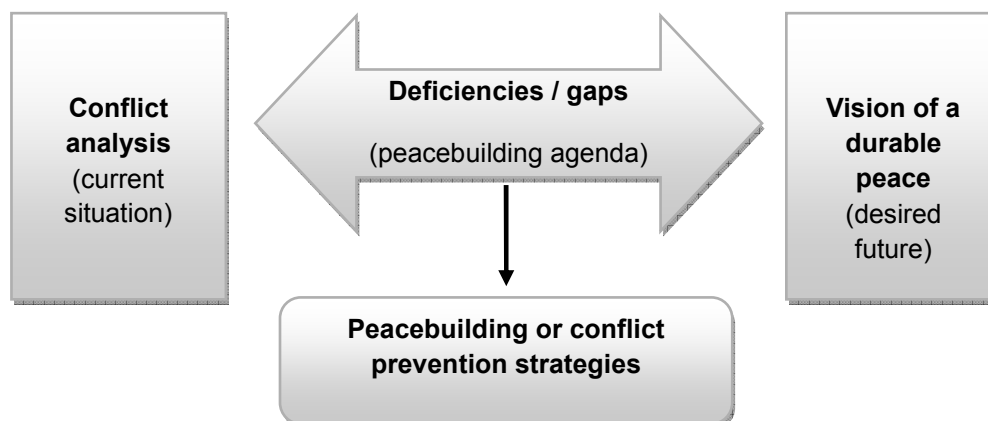 Conflict
analysis
(current
situation)
Deficiencies / gaps
(peacebuilding agenda)
Vision of a
durable
peace
(desired
future)
Peacebuilding or conflict
prevention strategies